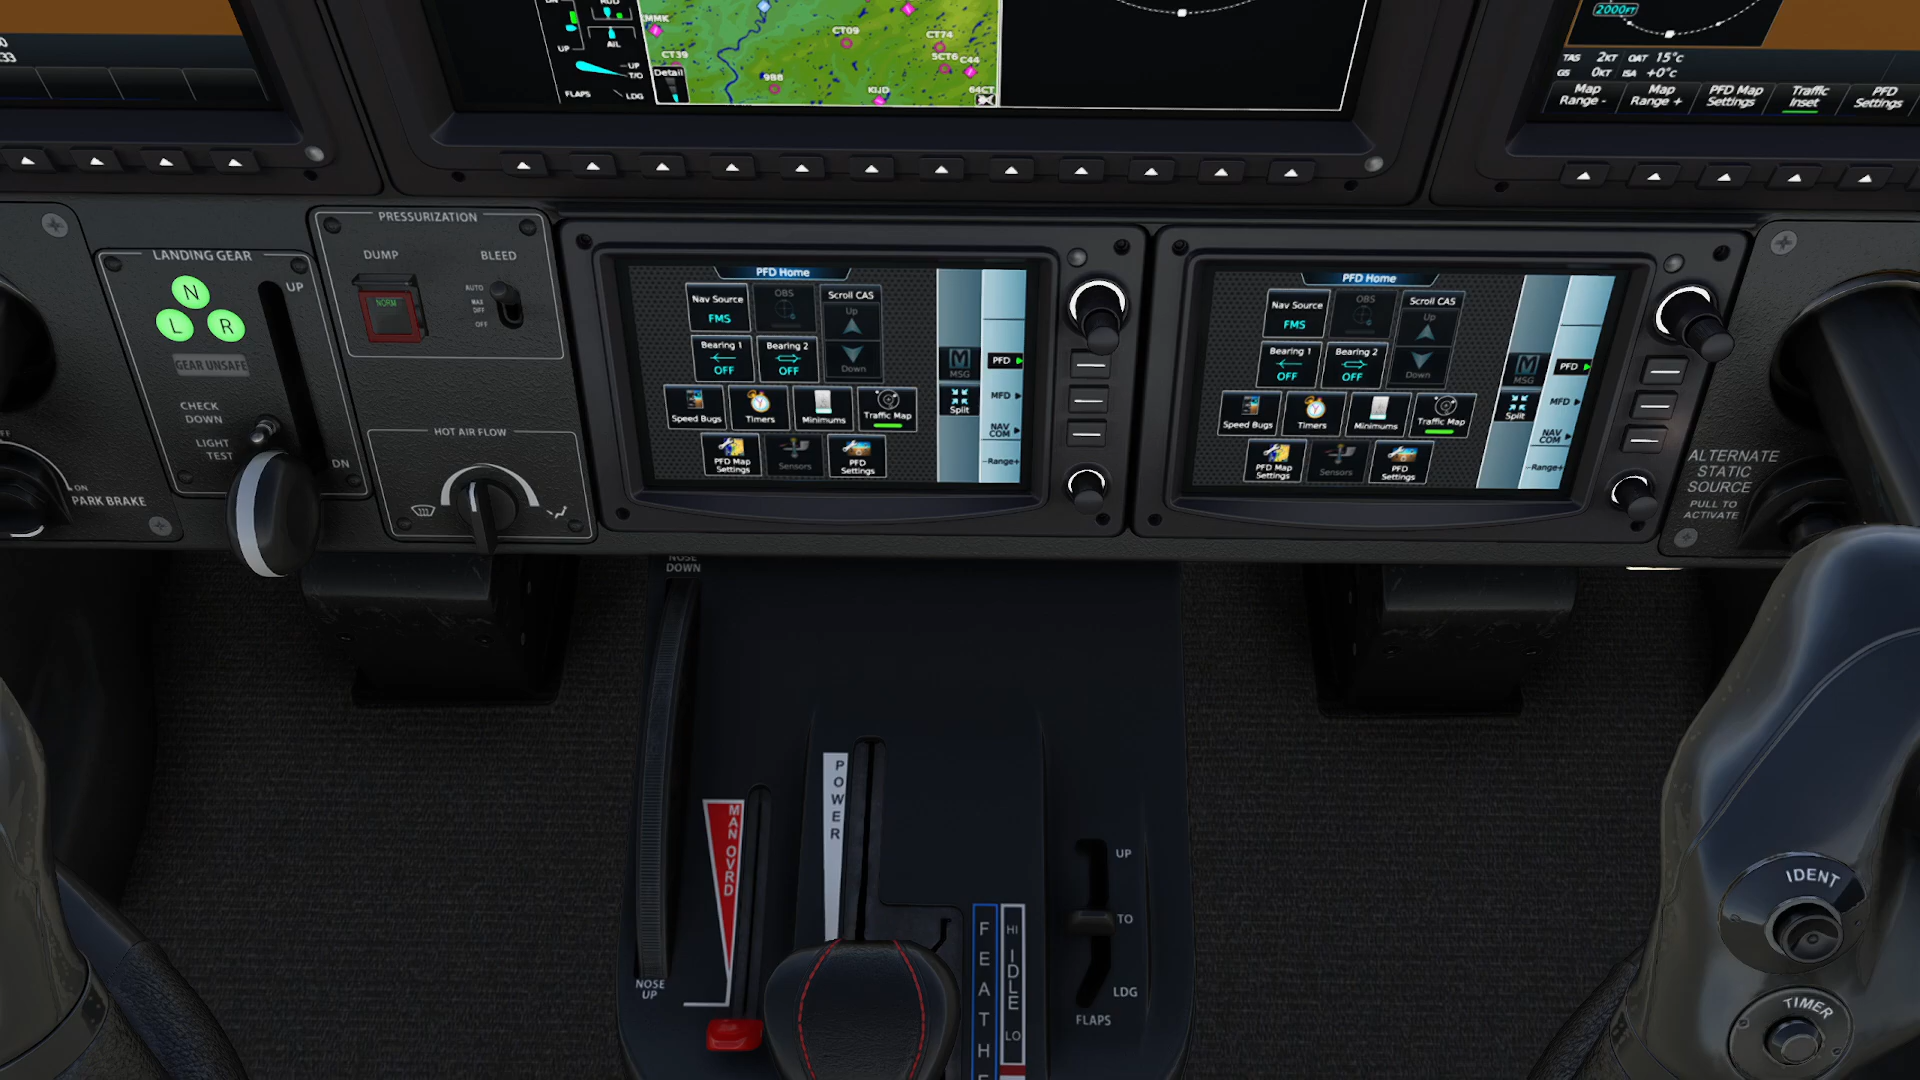 UP
AIL
UP
T/O
FLAPS
LDG
Detail
CT39
CT09
CT74
5CT6
C44
988
KIJD
64CT
2000FT
TAS 2KT OAT 15°C
GS 0KT ISA +0°C
Map Range -
Map Range +
PFD Map Settings
Traffic Inset
PFD Settings
LANDING GEAR
UP
N
L
R
GEAR UNSAFE
CHECK DOWN
LIGHT TEST
DN
ON
PARK BRAKE
PRESSURIZATION
DUMP
BLEED
NORM
AUTO
MAX DIFF
OFF
HOT AIR FLOW
PFD Home
Nav Source
FMS
OBS
Scroll CAS
Up
Down
Bearing 1
OFF
Bearing 2
OFF
Speed Bugs
Timers
Minimums
Traffic Map
PFD Map Settings
Sensors
PFD Settings
MSG
Split
PFD
MFD
NAV COM
-Range+
PFD Home
Nav Source
FMS
OBS
Scroll CAS
Up
Down
Bearing 1
OFF
Bearing 2
OFF
Speed Bugs
Timers
Minimums
Traffic Map
PFD Map Settings
Sensors
PFD Settings
MSG
Split
PFD
MFD
NAV COM
-Range+
ALTERNATE
STATIC
SOURCE
PULL TO
ACTIVATE
NOSE
DOWN
NOSE
UP
MAN OVRD
POWER
FEATHE
HI
IDLE
LO
UP
TO
LDG
FLAPS
IDENT
TIMER